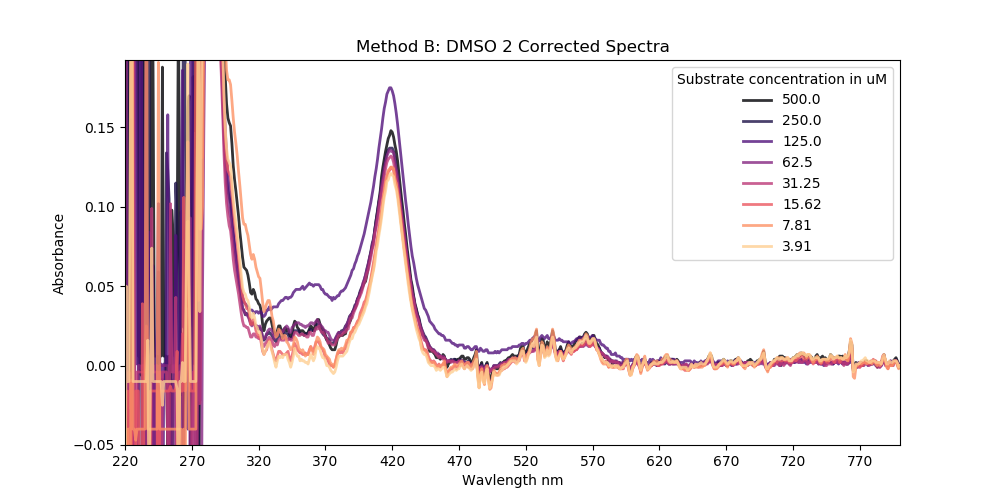 Method B: DMSO 2 Corrected Spectra
Substrate concentration in uM
500.0
250.0
125.0
62.5
31.25
15.62
7.81
3.91
Absorbance
0.15
0.10
0.05
0.00
−0.05
220 270 320 370 420 470 520 570 620 670 720 770
Wavlength nm